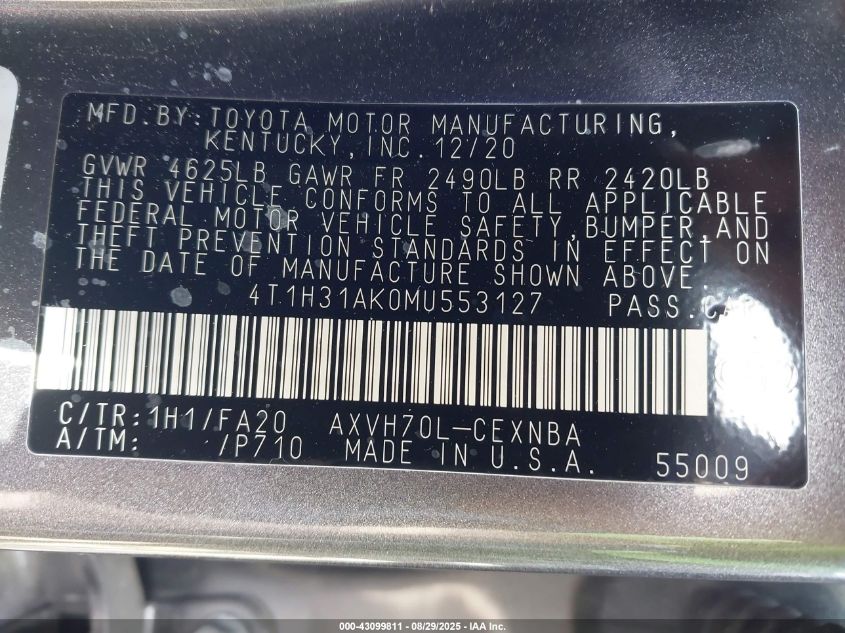 MFD.BY:TOYOTA MOTOR MANUFACTURING,
KENTUCKY,INC.12/20
GVWR 4625LB GAWR FR 2490LB RR 2420LB
THIS VEHICLE CONFORMS TO ALL APPLICABLE
FEDERAL MOTOR VEHICLE SAFETY,BUMPER,AND
THEFT PREVENTION STANDARDS IN EFFECT ON
THE DATE OF MANUFACTURE SHOWN ABOVE.
4T1H31AK0MU553127 PASS.CAR
C/TR:1H1/FA20 AXVH70L-CEXNBA
A/TM: /P710 MADE IN U.S.A. 55009
000-43099811 - 08/29/2025 - IAA Inc.